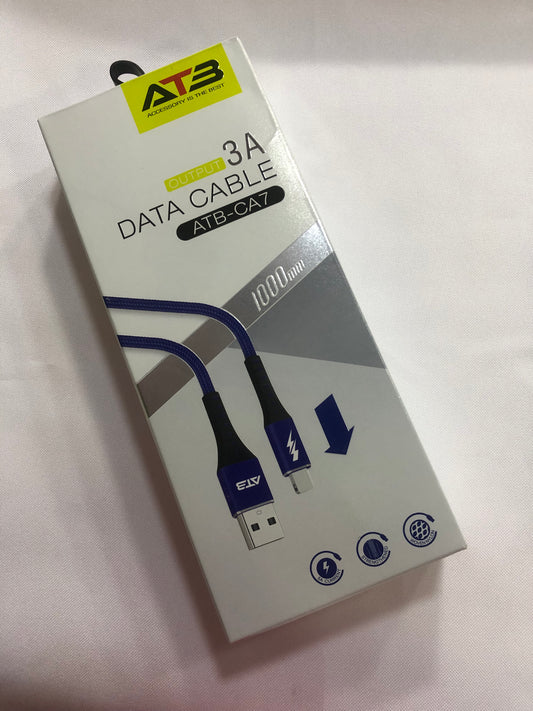 ATB
ACCESSORY IS THE BEST
OUTPUT 3A
DATA CABLE
ATB-CA7
1000mm
ATB